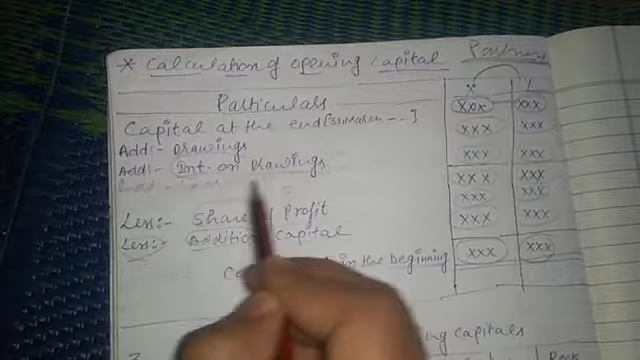 * Calculation of opening capital Partners
Particulars X Y
Capital at the end [Estimation ---] XXX XXX
Add:- Drawings XXX XXX
Add:- Int. on Drawings XXX XXX
XXX XXX
XXX XXX
Less:- Share of Profit XXX XXX
Less:- Additional capital
in the beginning XXX XXX
capitals